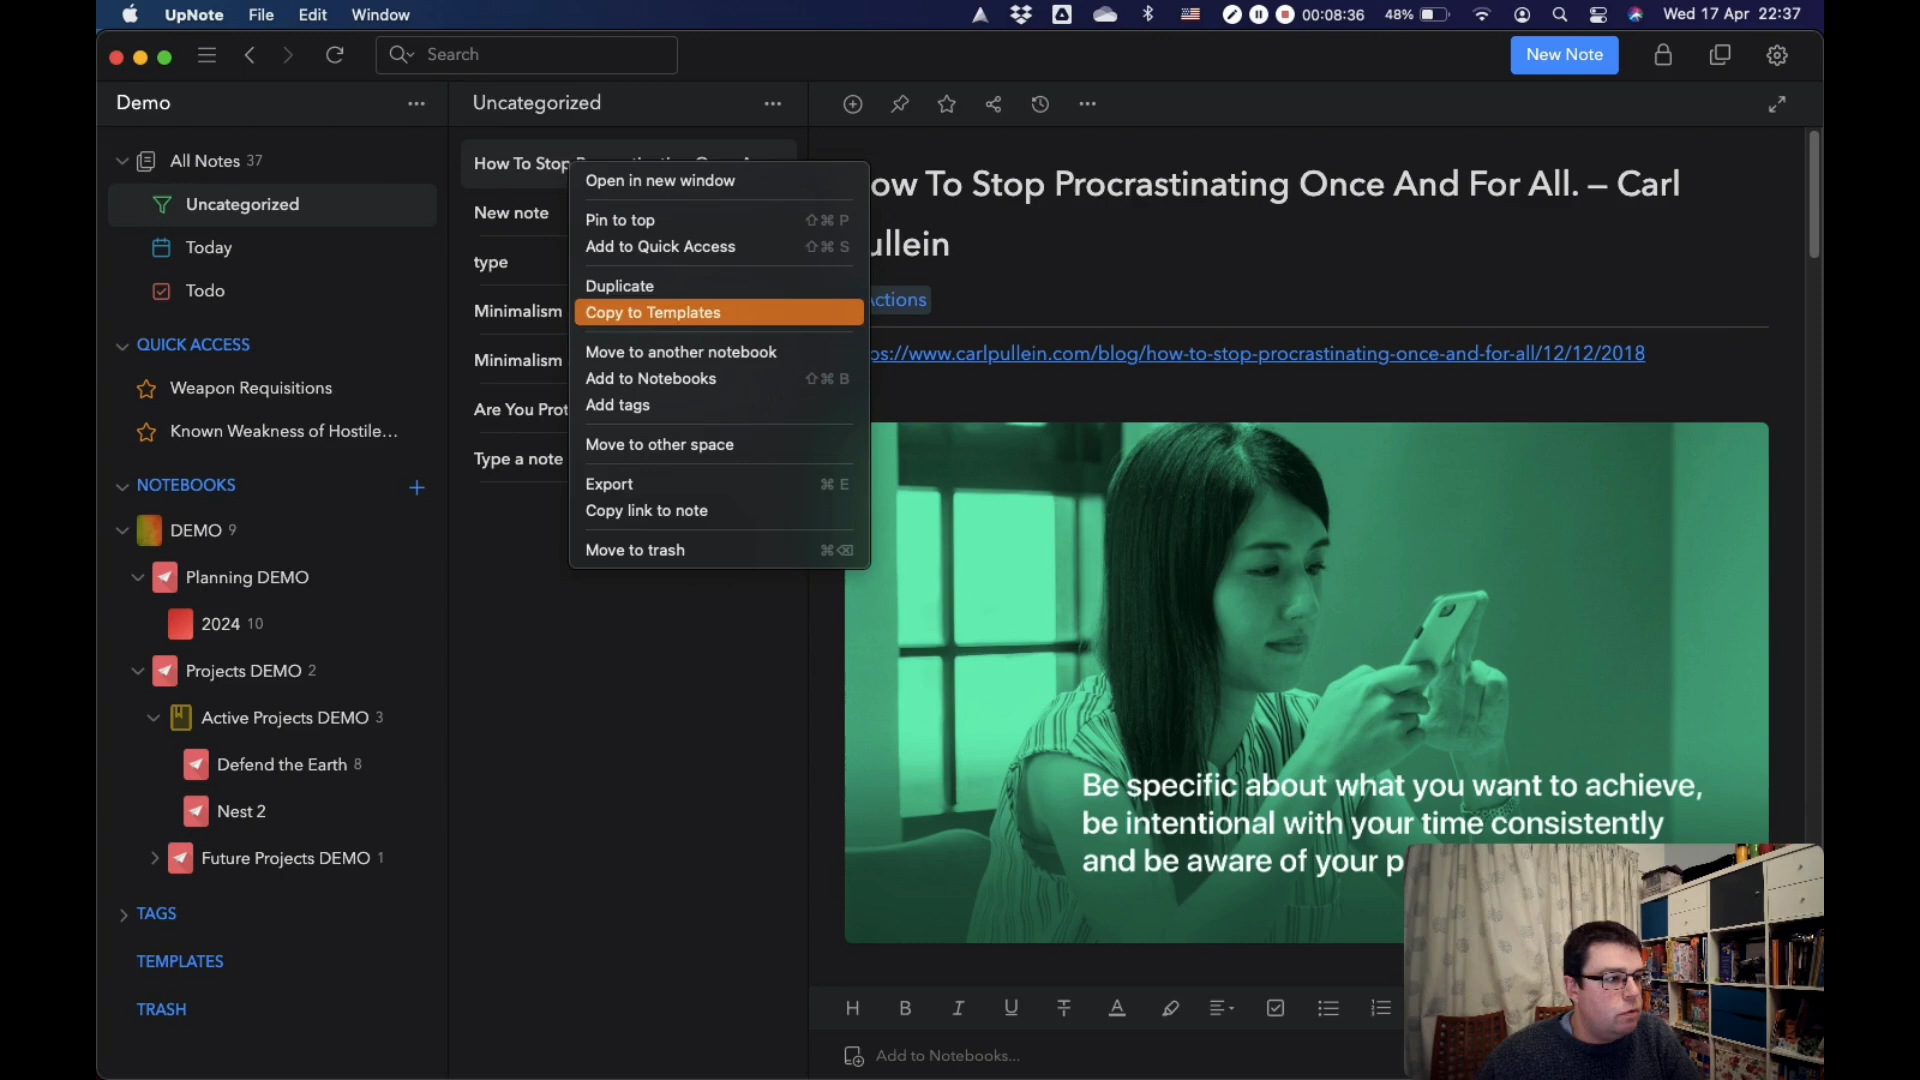 UpNote File Edit Window 00:08:36 48% Wed 17 Apr 22:37
Search New Note
Demo
Uncategorized
All Notes 37
Uncategorized
Today
Todo
QUICK ACCESS
Weapon Requisitions
Known Weakness of Hostile...
NOTEBOOKS
DEMO 9
Planning DEMO
2024 10
Projects DEMO 2
Active Projects DEMO 3
Defend the Earth 8
Nest 2
Future Projects DEMO 1
TAGS
TEMPLATES
TRASH
How To Stop
New note
type
Minimalism
Minimalism
Are You Prot
Type a note
Open in new window
Pin to top ⇧⌘ P
Add to Quick Access ⇧⌘ S
Duplicate
Copy to Templates
Move to another notebook
Add to Notebooks ⇧⌘ B
Add tags
Move to other space
Export ⌘ E
Copy link to note
Move to trash ⌘⌫
ow To Stop Procrastinating Once And For All. – Carl
ullein
Actions
ps://www.carlpullein.com/blog/how-to-stop-procrastinating-once-and-for-all/12/12/2018
Be specific about what you want to achieve,
be intentional with your time consistently
and be aware of your p
H B I U T A
Add to Notebooks...